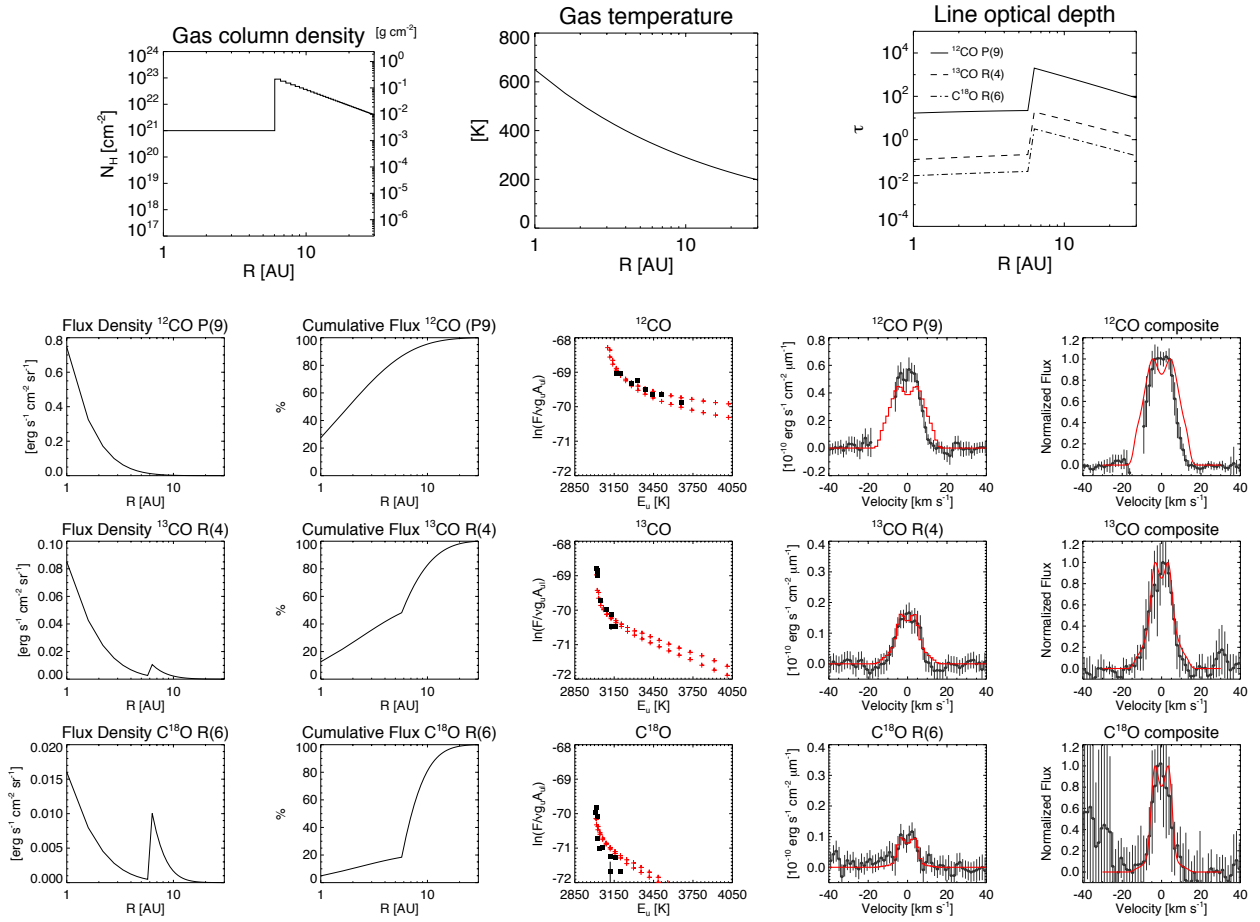 Gas column density
[g cm⁻²]
Gas temperature
Line optical depth
N_H [cm⁻²]
10²⁴
10²³
10²²
10²¹
10²⁰
10¹⁹
10¹⁸
10¹⁷
10⁰
10⁻¹
10⁻²
10⁻³
10⁻⁴
10⁻⁵
10⁻⁶
1 10
R [AU]
[K]
800
600
400
200
0
1 10
R [AU]
τ
10⁴
10²
10⁰
10⁻²
10⁻⁴
¹²CO P(9)
¹³CO R(4)
C¹⁸O R(6)
1 10
R [AU]
Flux Density ¹²CO P(9)
[erg s⁻¹ cm⁻² sr⁻¹]
0.8
0.6
0.4
0.2
0.0
1 10
R [AU]
Cumulative Flux ¹²CO (P9)
%
100
80
60
40
20
0
1 10
R [AU]
¹²CO
ln(F/νg_uA_ul)
-68
-69
-70
-71
-72
2850 3150 3450 3750 4050
E_u [K]
¹²CO P(9)
[10⁻¹⁰ erg s⁻¹ cm⁻² μm⁻¹]
0.8
0.6
0.4
0.2
0.0
-0.2
-40 -20 0 20 40
Velocity [km s⁻¹]
¹²CO composite
Normalized Flux
1.2
1.0
0.8
0.6
0.4
0.2
0.0
-40 -20 0 20 40
Velocity [km s⁻¹]
Flux Density ¹³CO R(4)
[erg s⁻¹ cm⁻² sr⁻¹]
0.10
0.08
0.06
0.04
0.02
0.00
1 10
R [AU]
Cumulative Flux ¹³CO R(4)
%
100
80
60
40
20
0
1 10
R [AU]
¹³CO
ln(F/νg_uA_ul)
-68
-69
-70
-71
-72
2850 3150 3450 3750 4050
E_u [K]
¹³CO R(4)
[10⁻¹⁰ erg s⁻¹ cm⁻² μm⁻¹]
0.4
0.3
0.2
0.1
0.0
-40 -20 0 20 40
Velocity [km s⁻¹]
¹³CO composite
Normalized Flux
1.2
1.0
0.8
0.6
0.4
0.2
0.0
-40 -20 0 20 40
Velocity [km s⁻¹]
Flux Density C¹⁸O R(6)
[erg s⁻¹ cm⁻² sr⁻¹]
0.020
0.015
0.010
0.005
0.000
1 10
R [AU]
Cumulative Flux C¹⁸O R(6)
%
100
80
60
40
20
0
1 10
R [AU]
C¹⁸O
ln(F/νg_uA_ul)
-68
-69
-70
-71
-72
2850 3150 3450 3750 4050
E_u [K]
C¹⁸O R(6)
[10⁻¹⁰ erg s⁻¹ cm⁻² μm⁻¹]
0.4
0.3
0.2
0.1
0.0
-40 -20 0 20 40
Velocity [km s⁻¹]
C¹⁸O composite
Normalized Flux
1.2
1.0
0.8
0.6
0.4
0.2
0.0
-40 -20 0 20 40
Velocity [km s⁻¹]